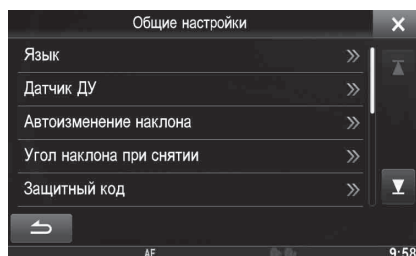 Общие настройки
Язык
Датчик ДУ
Автоизменение наклона
Угол наклона при снятии
Защитный код
AF
9:58